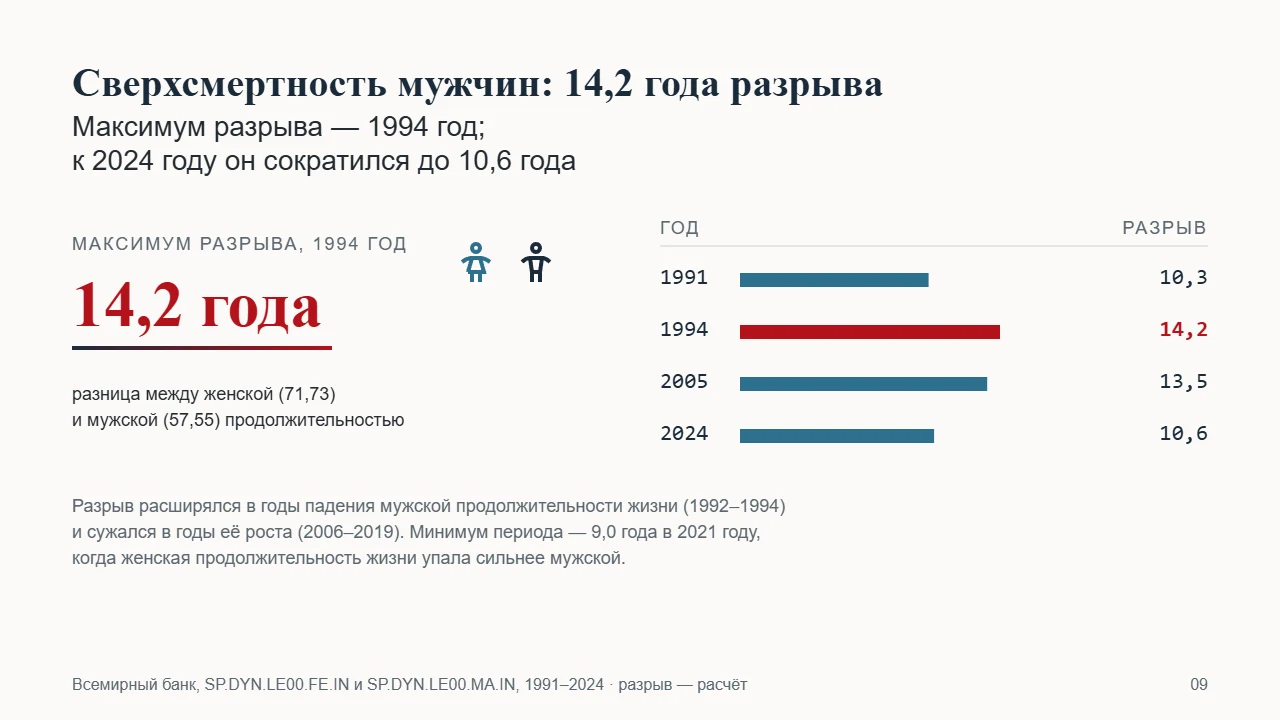 Сверхсмертность мужчин: 14,2 года разрыва
Максимум разрыва — 1994 год;
к 2024 году он сократился до 10,6 года
МАКСИМУМ РАЗРЫВА, 1994 ГОД
14,2 года
разница между женской (71,73)
и мужской (57,55) продолжительностью
ГОД РАЗРЫВ
1991 10,3
1994 14,2
2005 13,5
2024 10,6
Разрыв расширялся в годы падения мужской продолжительности жизни (1992–1994)
и сужался в годы её роста (2006–2019). Минимум периода — 9,0 года в 2021 году,
когда женская продолжительность жизни упала сильнее мужской.
Всемирный банк, SP.DYN.LE00.FE.IN и SP.DYN.LE00.MA.IN, 1991–2024 · разрыв — расчёт
09